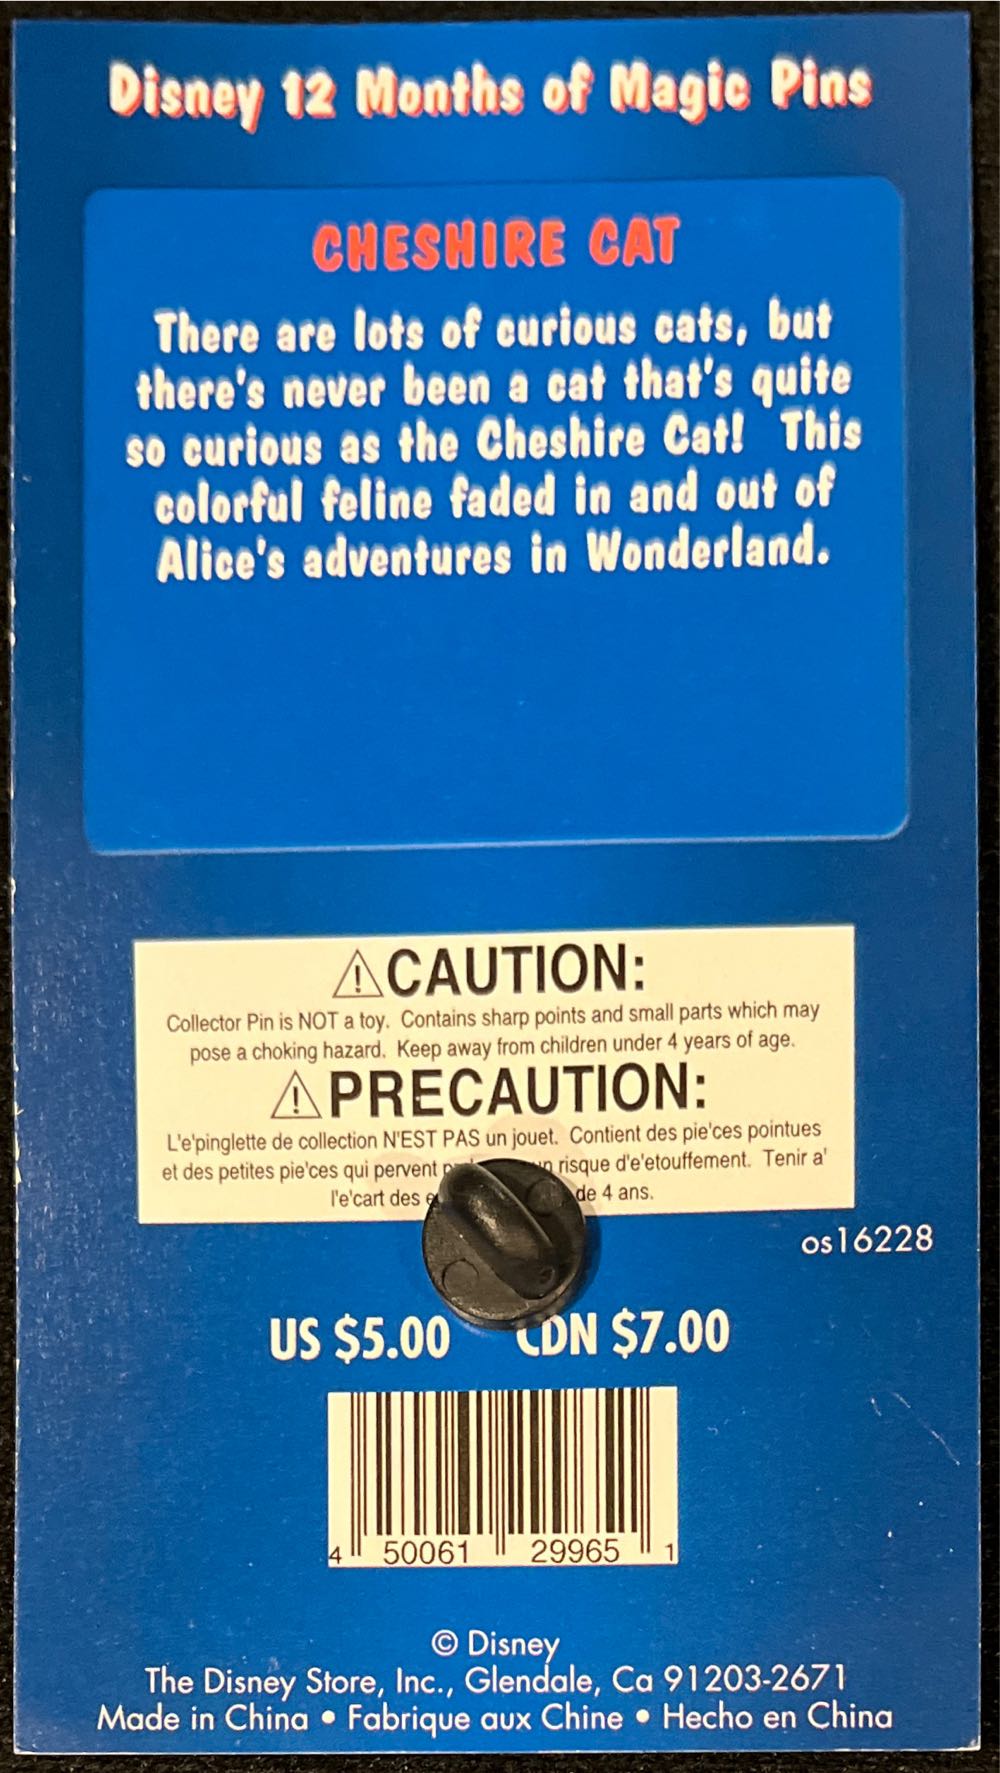 Disney 12 Months of Magic Pins
CHESHIRE CAT
There are lots of curious cats, but
there's never been a cat that's quite
so curious as the Cheshire Cat! This
colorful feline faded in and out of
Alice's adventures in Wonderland.
⚠CAUTION:
Collector Pin is NOT a toy. Contains sharp points and small parts which may
pose a choking hazard. Keep away from children under 4 years of age.
⚠PRECAUTION:
L'e'pinglette de collection N'EST PAS un jouet. Contient des pie'ces pointues
et des petites pie'ces qui pervent un risque d'e'etouffement. Tenir a'
l'e'cart des de 4 ans.
os16228
US $5.00 CDN $7.00
4 50061 29965 1
© Disney
The Disney Store, Inc., Glendale, Ca 91203-2671
Made in China • Fabrique aux Chine • Hecho en China